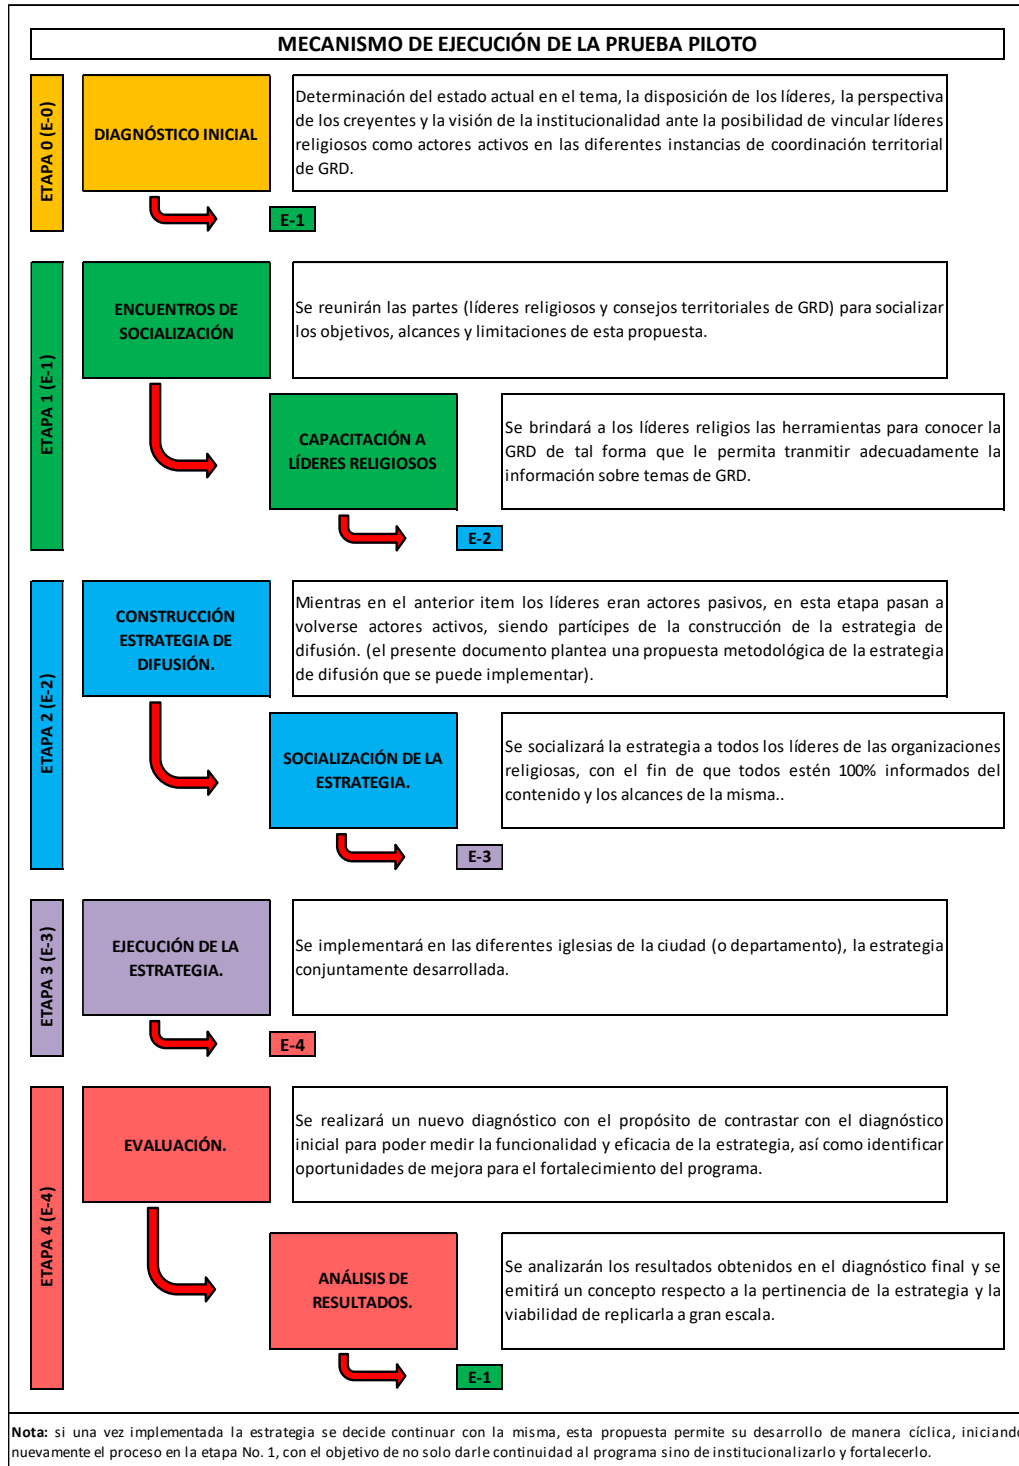 MECANISMO DE EJECUCIÓN DE LA PRUEBA PILOTO
ETAPA 0 (E-0)
DIAGNÓSTICO INICIAL
Determinación del estado actual en el tema, la disposición de los líderes, la perspectiva
de los creyentes y la visión de la institucionalidad ante la posibilidad de vincular líderes
religiosos como actores activos en las diferentes instancias de coordinación territorial
de GRD.
E-1
ETAPA 1 (E-1)
ENCUENTROS DE
SOCIALIZACIÓN
Se reunirán las partes (líderes religiosos y consejos territoriales de GRD) para socializar
los objetivos, alcances y limitaciones de esta propuesta.
CAPACITACIÓN A
LÍDERES RELIGIOSOS
Se brindará a los líderes religios las herramientas para conocer la
GRD de tal forma que le permita tranmitir adecuadamente la
información sobre temas de GRD.
E-2
ETAPA 2 (E-2)
CONSTRUCCIÓN
ESTRATEGIA DE
DIFUSIÓN.
Mientras en el anterior item los líderes eran actores pasivos, en esta etapa pasan a
volverse actores activos, siendo partícipes de la construcción de la estrategia de
difusión. (el presente documento plantea una propuesta metodológica de la estrategia
de difusión que se puede implementar).
SOCIALIZACIÓN DE LA
ESTRATEGIA.
Se socializará la estrategia a todos los líderes de las organizaciones
religiosas, con el fin de que todos estén 100% informados del
contenido y los alcances de la misma..
E-3
ETAPA 3 (E-3)
EJECUCIÓN DE LA
ESTRATEGIA.
Se implementará en las diferentes iglesias de la ciudad (o departamento), la estrategia
conjuntamente desarrollada.
E-4
ETAPA 4 (E-4)
EVALUACIÓN.
Se realizará un nuevo diagnóstico con el propósito de contrastar con el diagnóstico
inicial para poder medir la funcionalidad y eficacia de la estrategia, así como identificar
oportunidades de mejora para el fortalecimiento del programa.
ANÁLISIS DE
RESULTADOS.
Se analizarán los resultados obtenidos en el diagnóstico final y se
emitirá un concepto respecto a la pertinencia de la estrategia y la
viabilidad de replicarla a gran escala.
E-1
Nota: si una vez implementada la estrategia se decide continuar con la misma, esta propuesta permite su desarrollo de manera cíclica, iniciando
nuevamente el proceso en la etapa No. 1, con el objetivo de no solo darle continuidad al programa sino de institucionalizarlo y fortalecerlo.